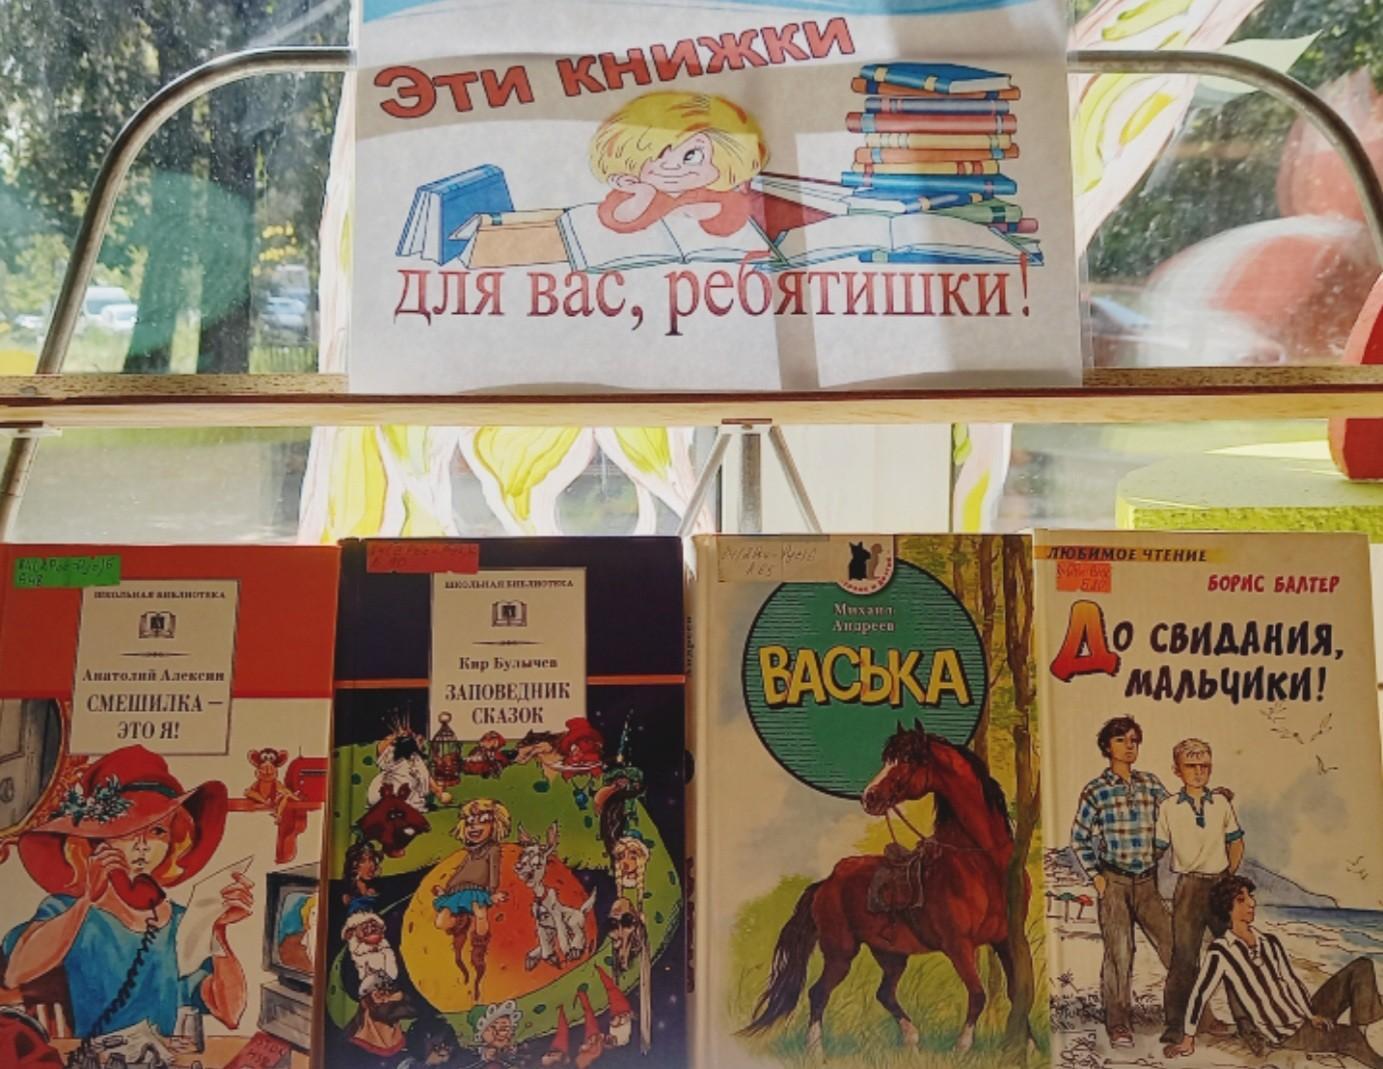 Эти книжки
для вас, ребятишки!
ШКОЛЬНАЯ БИБЛИОТЕКА
Анатолий Алексин
СМЕШИЛКА –
ЭТО Я!
ШКОЛЬНАЯ БИБЛИОТЕКА
Кир Булычев
ЗАПОВЕДНИК
СКАЗОК
Андреев
Михаил
Андреев
ВАСЬКА
ЛЮБИМОЕ ЧТЕНИЕ
БОРИС БАЛТЕР
ДО СВИДАНИЯ,
МАЛЬЧИКИ!